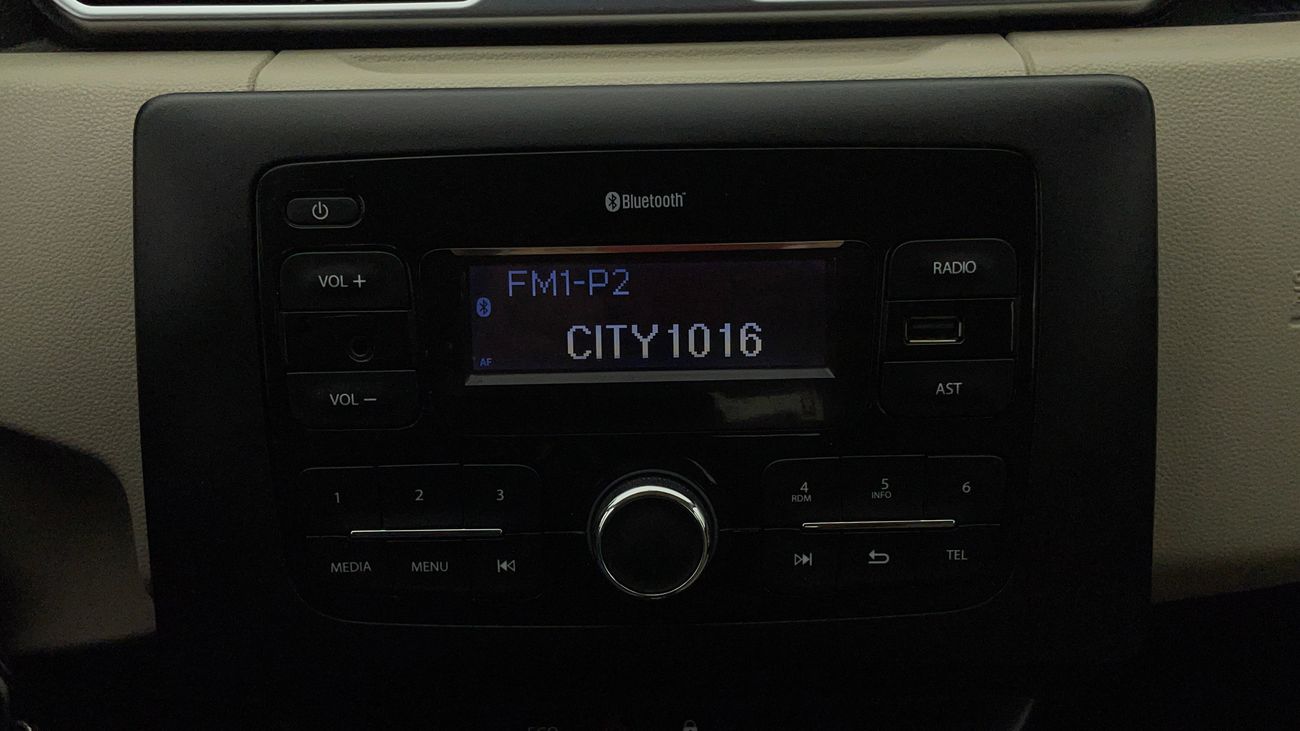 Bluetooth™
VOL +
VOL −
FM1-P2
CITY1016
AF
RADIO
AST
1 2 3
4 5 6
RDM INFO
MEDIA MENU
TEL